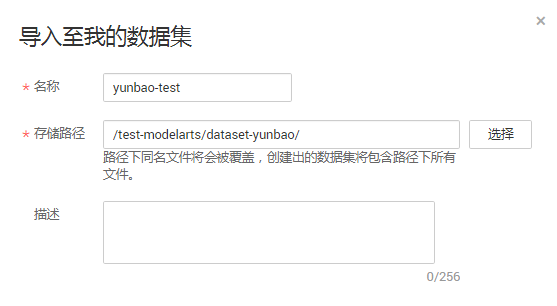 导入至我的数据集
×
* 名称
yunbao-test
* 存储路径
/test-modelarts/dataset-yunbao/
选择
路径下同名文件将会被覆盖，创建出的数据集将包含路径下所有
文件。
描述
0/256